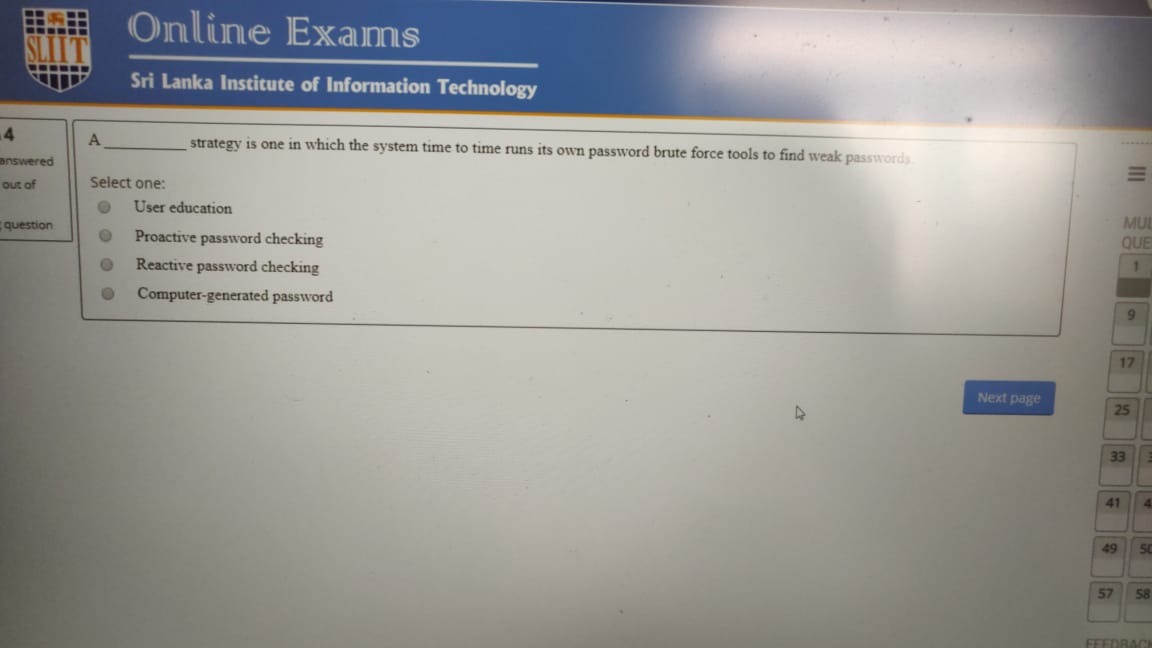 SLIIT
Online Exams
Sri Lanka Institute of Information Technology
4
answered
out of
question
A ________ strategy is one in which the system time to time runs its own password brute force tools to find weak passwords.
Select one:
User education
Proactive password checking
Reactive password checking
Computer-generated password
Next page
MUL
QUE
1
9
17
25
33 3
41 4
49 50
57 58
FEEDBACK